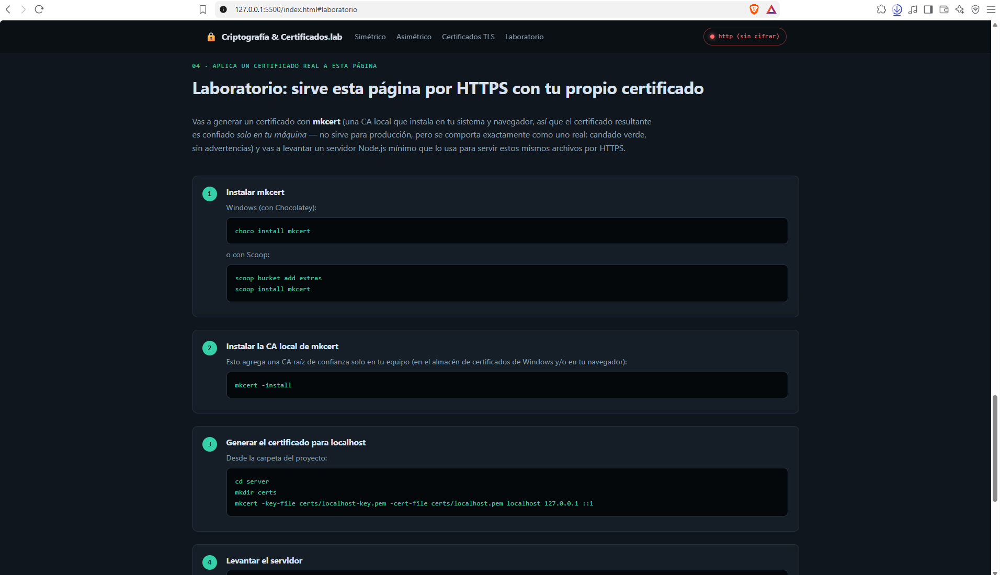 127.0.0.1:5500/index.html#laboratorio
🔒 Criptografía & Certificados.lab Simétrico Asimétrico Certificados TLS Laboratorio http (sin cifrar)
04 · APLICA UN CERTIFICADO REAL A ESTA PÁGINA
Laboratorio: sirve esta página por HTTPS con tu propio certificado
Vas a generar un certificado con mkcert (una CA local que instala en tu sistema y navegador, así que el certificado resultante
es confiado solo en tu máquina — no sirve para producción, pero se comporta exactamente como uno real: candado verde,
sin advertencias) y vas a levantar un servidor Node.js mínimo que lo usa para servir estos mismos archivos por HTTPS.
1 Instalar mkcert
Windows (con Chocolatey):
choco install mkcert
o con Scoop:
scoop bucket add extras
scoop install mkcert
2 Instalar la CA local de mkcert
Esto agrega una CA raíz de confianza solo en tu equipo (en el almacén de certificados de Windows y/o en tu navegador):
mkcert -install
3 Generar el certificado para localhost
Desde la carpeta del proyecto:
cd server
mkdir certs
mkcert -key-file certs/localhost-key.pem -cert-file certs/localhost.pem localhost 127.0.0.1 ::1
4 Levantar el servidor